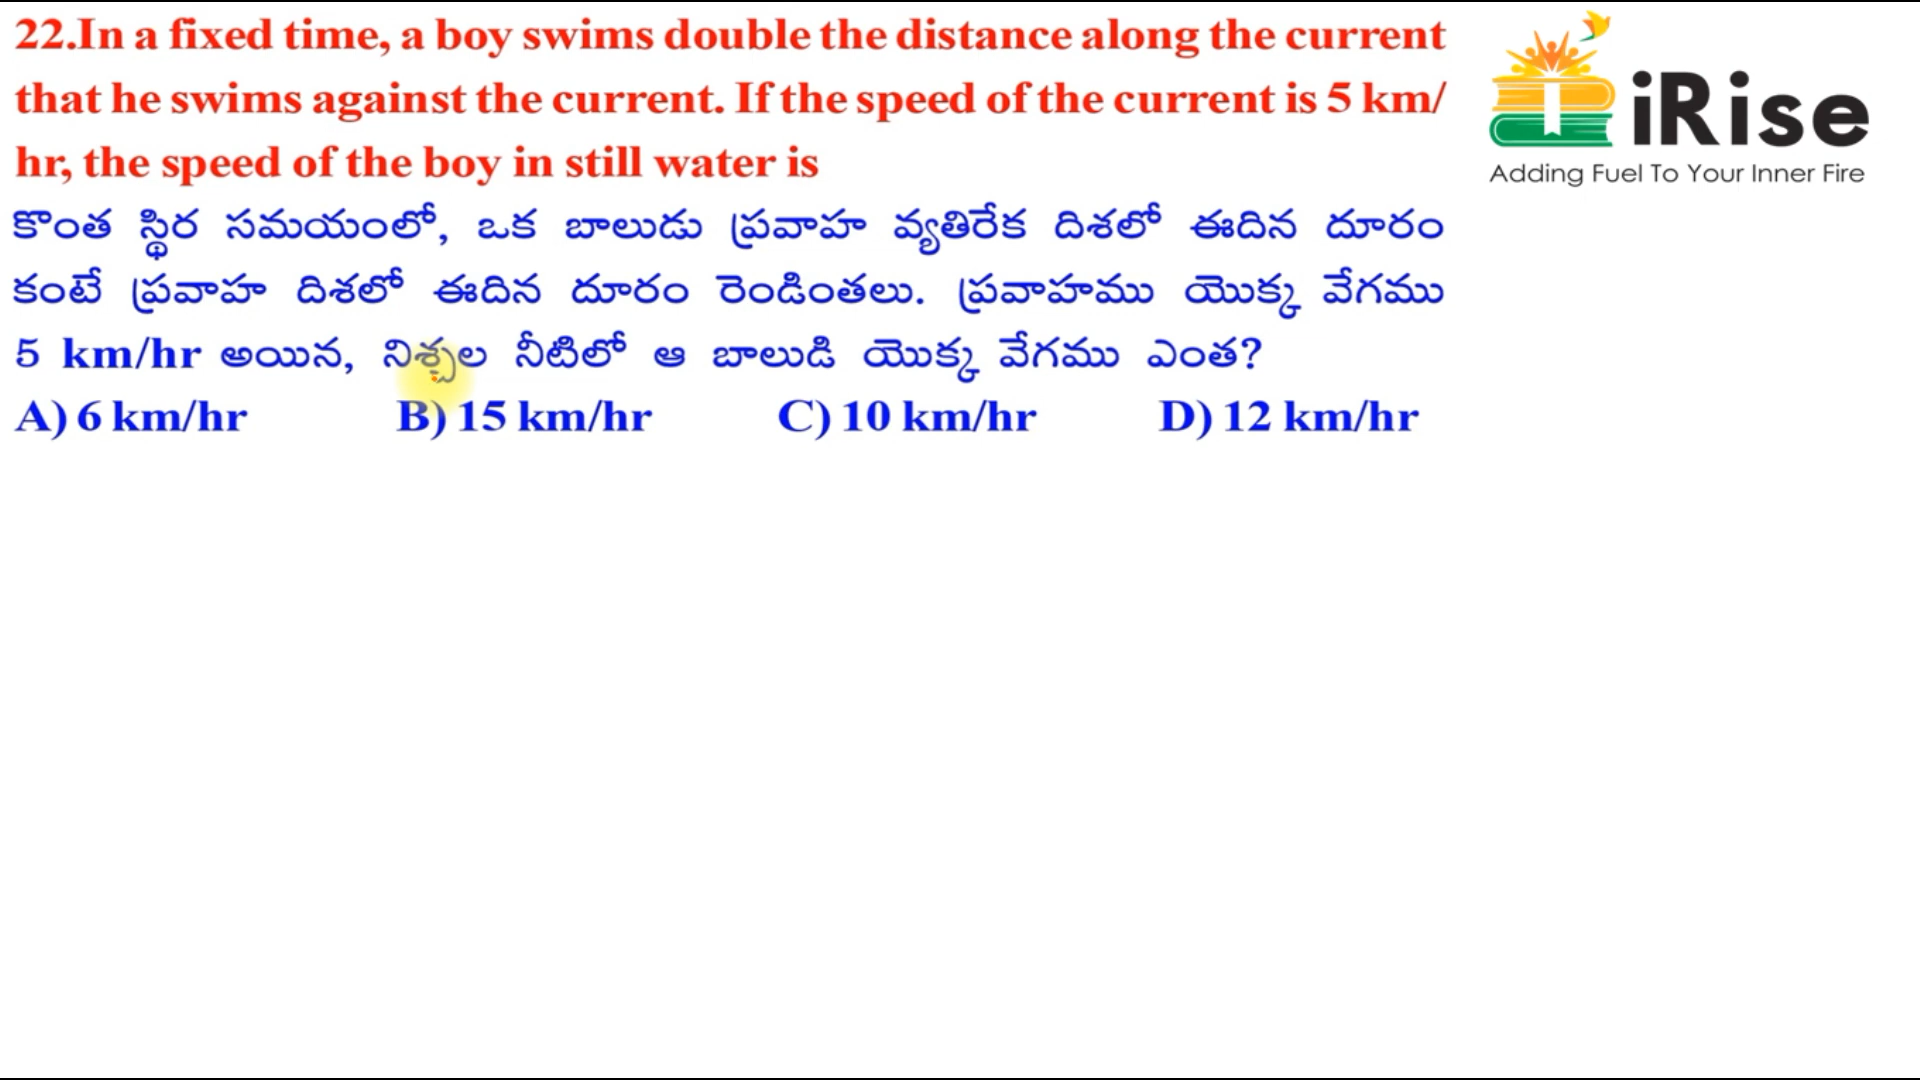 22.In a fixed time, a boy swims double the distance along the current
that he swims against the current. If the speed of the current is 5 km/
hr, the speed of the boy in still water is
కొంత స్థిర సమయంలో, ఒక బాలుడు ప్రవాహ వ్యతిరేక దిశలో ఈదిన దూరం
కంటే ప్రవాహ దిశలో ఈదిన దూరం రెండింతలు. ప్రవాహము యొక్క వేగము
5 km/hr అయిన, నిశ్చల నీటిలో ఆ బాలుడి యొక్క వేగము ఎంత?
A) 6 km/hr B) 15 km/hr C) 10 km/hr D) 12 km/hr
iRise
Adding Fuel To Your Inner Fire